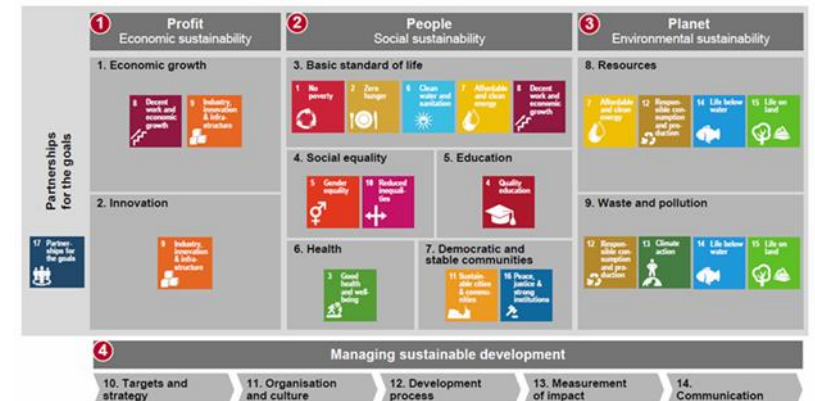 1
Profit
Economic sustainability
2
People
Social sustainability
3
Planet
Environmental sustainability
Partnerships
for the goals
17 Partner-
ships for
the goals
1. Economic growth
8 Decent
work and
economic
growth
9 Industry,
innovation
& infra-
structure
2. Innovation
9 Industry,
innovation
& infra-
structure
3. Basic standard of life
1 No
poverty
2 Zero
hunger
6 Clean
water and
sanitation
7 Affordable
and clean
energy
8 Decent
work and
economic
growth
4. Social equality
5 Gender
equality
10 Reduced
inequali-
ties
5. Education
4 Quality
education
6. Health
3 Good
health and
well-
being
7. Democratic and
stable communities
11 Sustain-
able cities
& commu-
nities
16 Peace,
justice &
strong
institutions
8. Resources
7 Affordable
and clean
energy
12 Respon-
sible con-
sumption
and pro-
duction
14 Life below
water
15 Life on
land
9. Waste and pollution
12 Respon-
sible con-
sumption
and pro-
duction
13 Climate
action
14 Life below
water
15 Life on
land
4
Managing sustainable development
10. Targets and
strategy
11. Organisation
and culture
12. Development
process
13. Measurement
of impact
14.
Communication